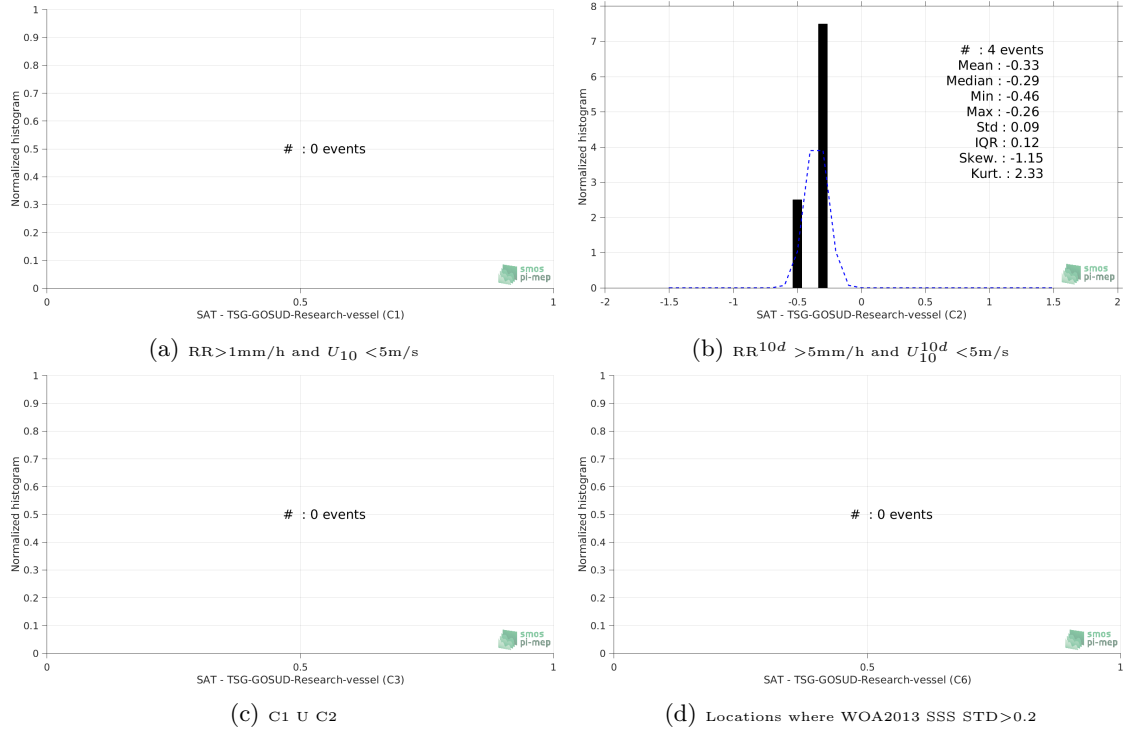 1
0.9
0.8
0.7
0.6
0.5
0.4
0.3
0.2
0.1
0
Normalized histogram
# : 0 events
smos
pi-mep
0 0.5 1
SAT - TSG-GOSUD-Research-vessel (C1)
(a) RR>1mm/h and U10 <5m/s
8
7
6
5
4
3
2
1
0
Normalized histogram
# : 4 events
Mean : -0.33
Median : -0.29
Min : -0.46
Max : -0.26
Std : 0.09
IQR : 0.12
Skew. : -1.15
Kurt. : 2.33
smos
pi-mep
-2 -1.5 -1 -0.5 0 0.5 1 1.5 2
SAT - TSG-GOSUD-Research-vessel (C2)
(b) RR10d >5mm/h and U10d10 <5m/s
1
0.9
0.8
0.7
0.6
0.5
0.4
0.3
0.2
0.1
0
Normalized histogram
# : 0 events
smos
pi-mep
0 0.5 1
SAT - TSG-GOSUD-Research-vessel (C3)
(c) C1 U C2
1
0.9
0.8
0.7
0.6
0.5
0.4
0.3
0.2
0.1
0
Normalized histogram
# : 0 events
smos
pi-mep
0 0.5 1
SAT - TSG-GOSUD-Research-vessel (C6)
(d) Locations where WOA2013 SSS STD>0.2